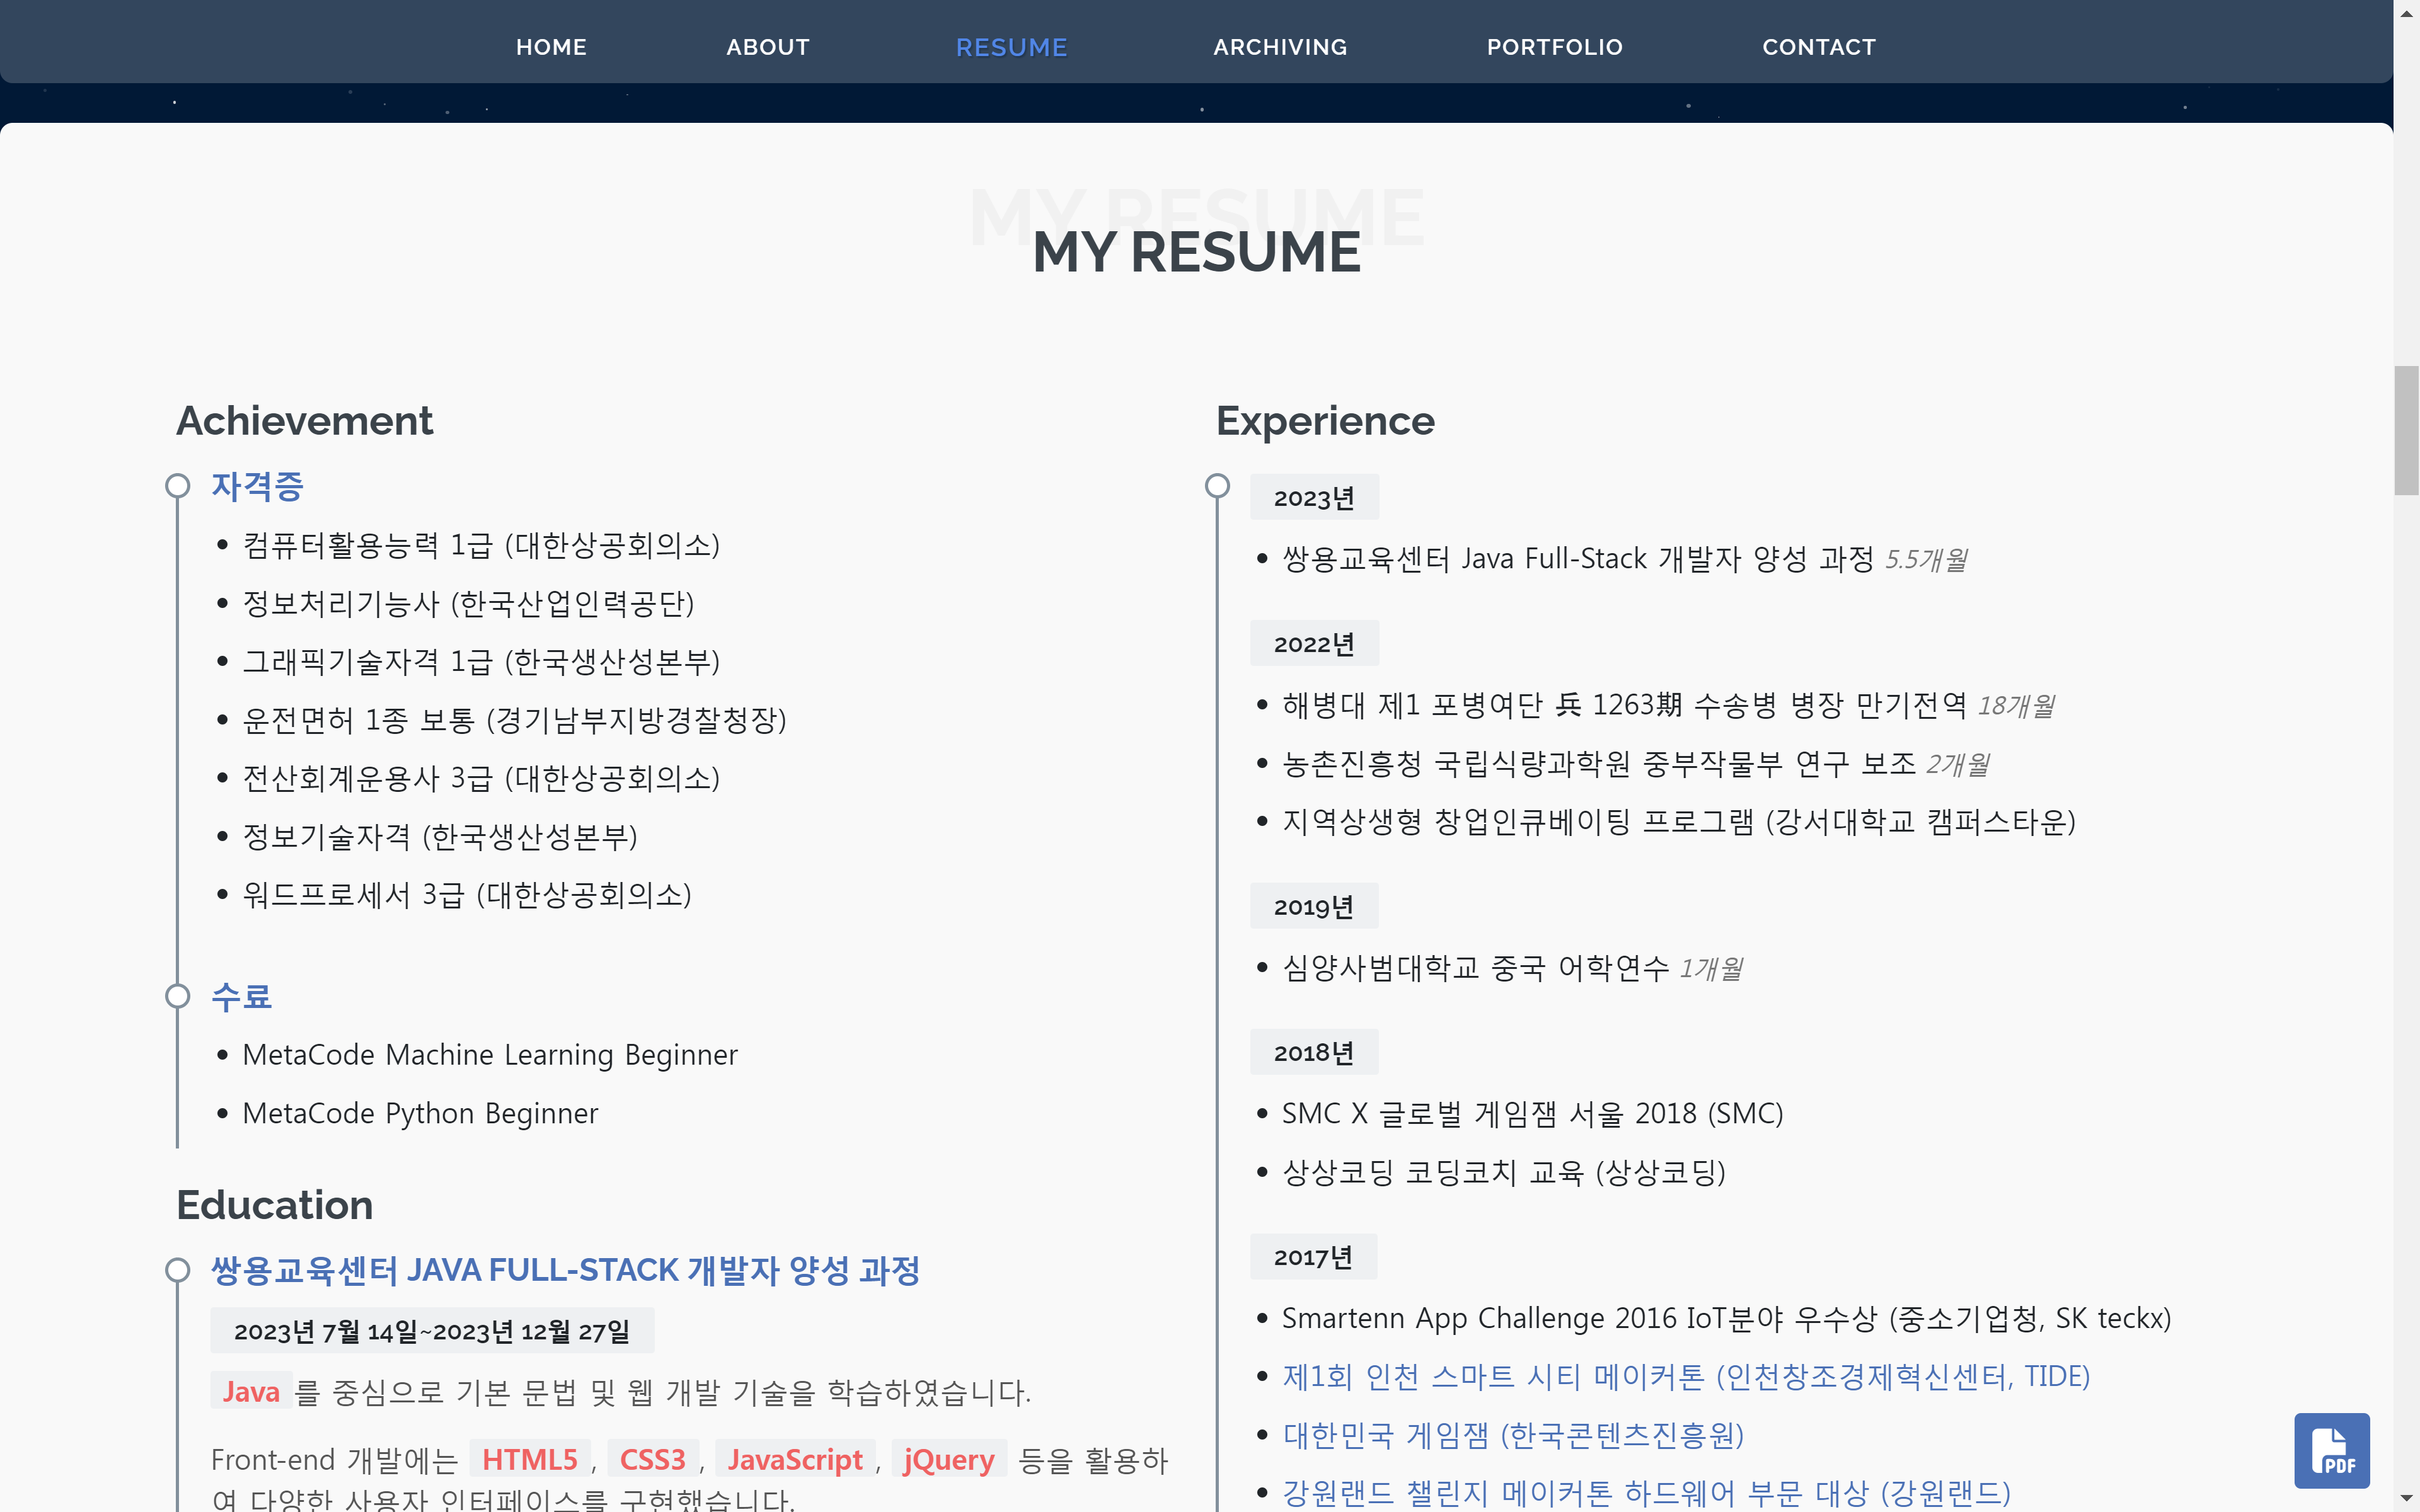 HOME ABOUT RESUME ARCHIVING PORTFOLIO CONTACT
MY RESUME
MY RESUME
Achievement
자격증
컴퓨터활용능력 1급 (대한상공회의소)
정보처리기능사 (한국산업인력공단)
그래픽기술자격 1급 (한국생산성본부)
운전면허 1종 보통 (경기남부지방경찰청장)
전산회계운용사 3급 (대한상공회의소)
정보기술자격 (한국생산성본부)
워드프로세서 3급 (대한상공회의소)
수료
MetaCode Machine Learning Beginner
MetaCode Python Beginner
Education
쌍용교육센터 JAVA FULL-STACK 개발자 양성 과정
2023년 7월 14일~2023년 12월 27일
Java 를 중심으로 기본 문법 및 웹 개발 기술을 학습하였습니다.
Front-end 개발에는 HTML5 , CSS3 , JavaScript , jQuery 등을 활용하
여 다양한 사용자 인터페이스를 구현했습니다.
Experience
2023년
쌍용교육센터 Java Full-Stack 개발자 양성 과정 5.5개월
2022년
해병대 제1 포병여단 兵 1263期 수송병 병장 만기전역 18개월
농촌진흥청 국립식량과학원 중부작물부 연구 보조 2개월
지역상생형 창업인큐베이팅 프로그램 (강서대학교 캠퍼스타운)
2019년
심양사범대학교 중국 어학연수 1개월
2018년
SMC X 글로벌 게임잼 서울 2018 (SMC)
상상코딩 코딩코치 교육 (상상코딩)
2017년
Smartenn App Challenge 2016 IoT분야 우수상 (중소기업청, SK teckx)
제1회 인천 스마트 시티 메이커톤 (인천창조경제혁신센터, TIDE)
대한민국 게임잼 (한국콘텐츠진흥원)
강원랜드 챌린지 메이커톤 하드웨어 부문 대상 (강원랜드)
PDF